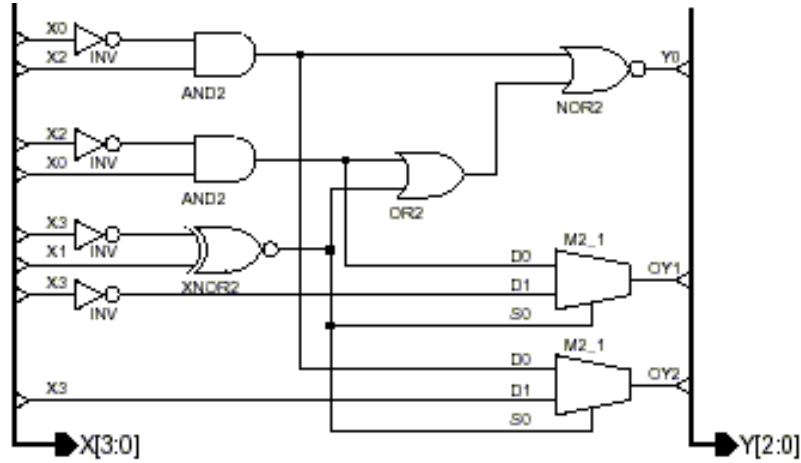 X0
INV
X2
AND2
Y0
NOR2
X2
INV
X0
AND2
OR2
X3
INV
X1
XNOR2
X3
INV
M2_1
D0
D1
S0
OY1
M2_1
D0
D1
S0
OY2
X3
X[3:0]
Y[2:0]